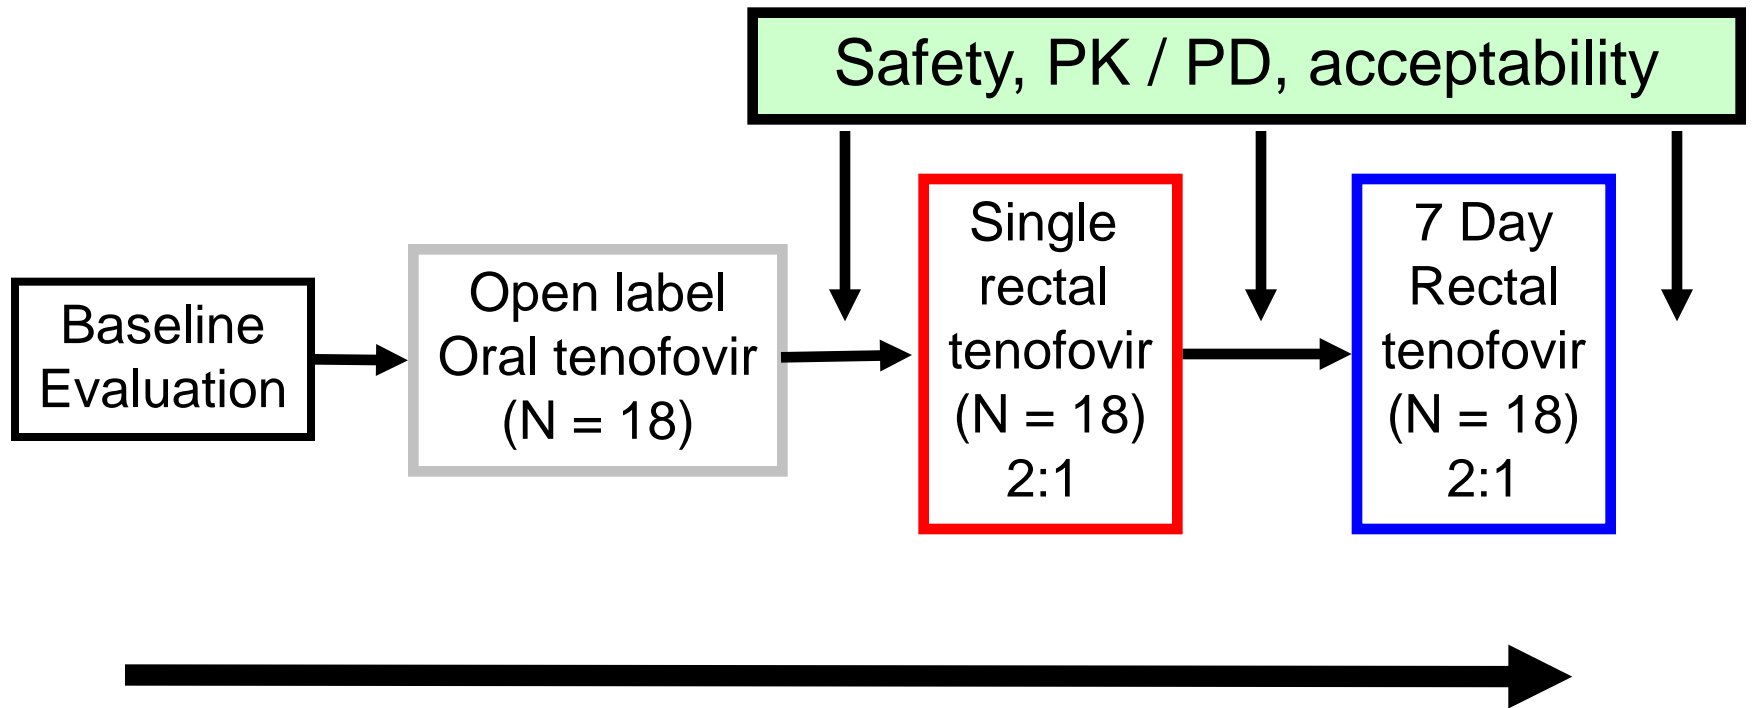 Safety, PK / PD, acceptability
Baseline
Evaluation
Open label
Oral tenofovir
(N = 18)
Single
rectal
tenofovir
(N = 18)
2:1
7 Day
Rectal
tenofovir
(N = 18)
2:1